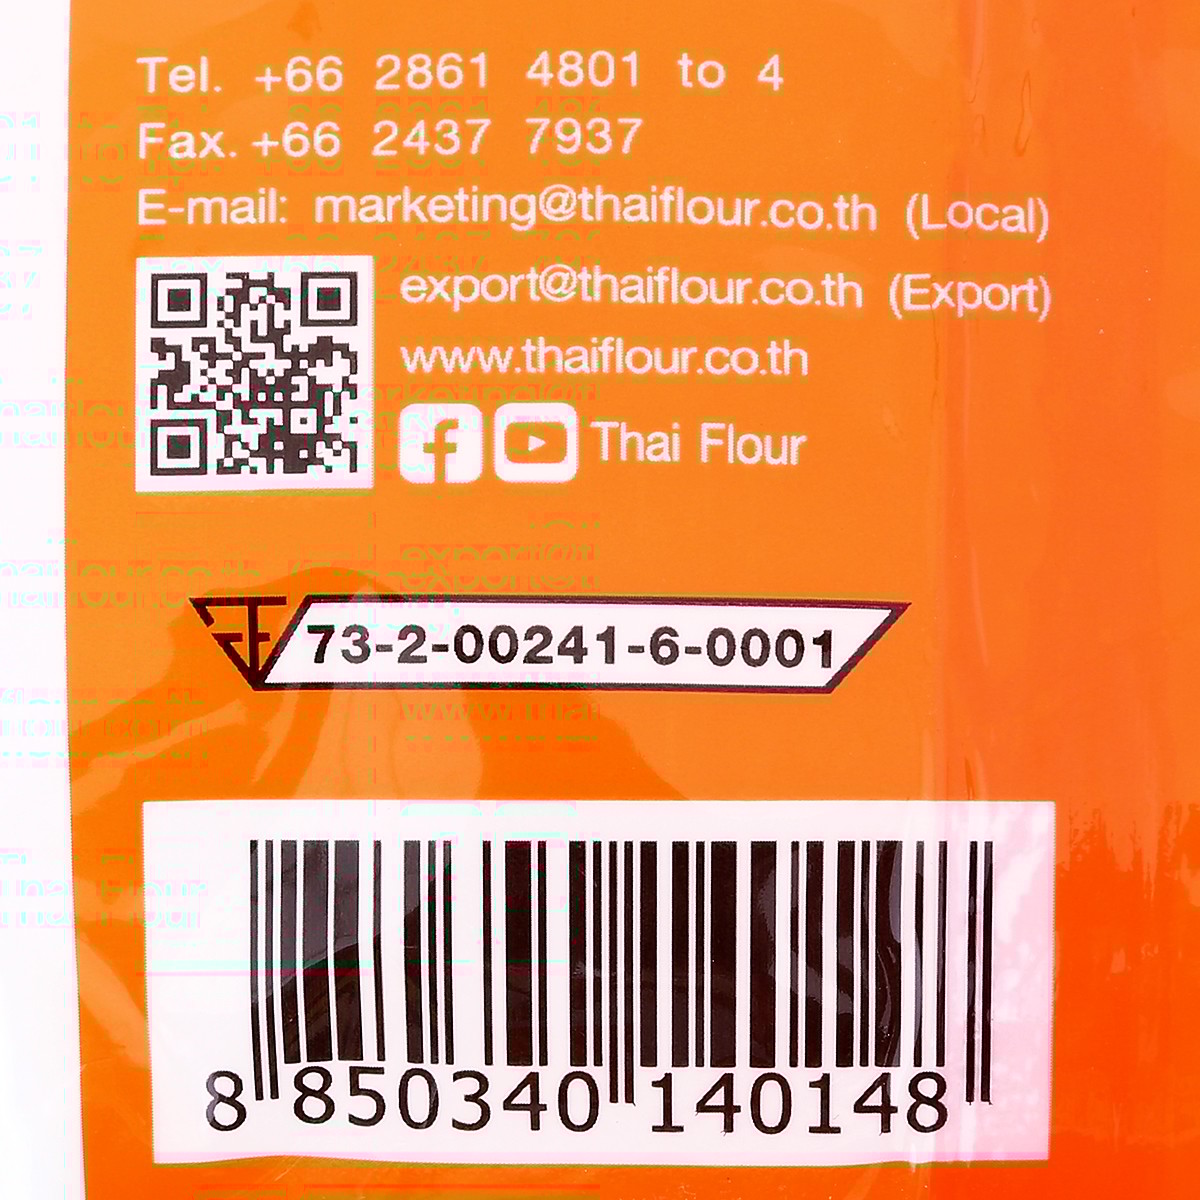 Tel. +66 2861 4801 to 4
Fax. +66 2437 7937
E-mail: marketing@thaiflour.co.th (Local)
export@thaiflour.co.th (Export)
www.thaiflour.co.th
Thai Flour
73-2-00241-6-0001
8 850340 140148